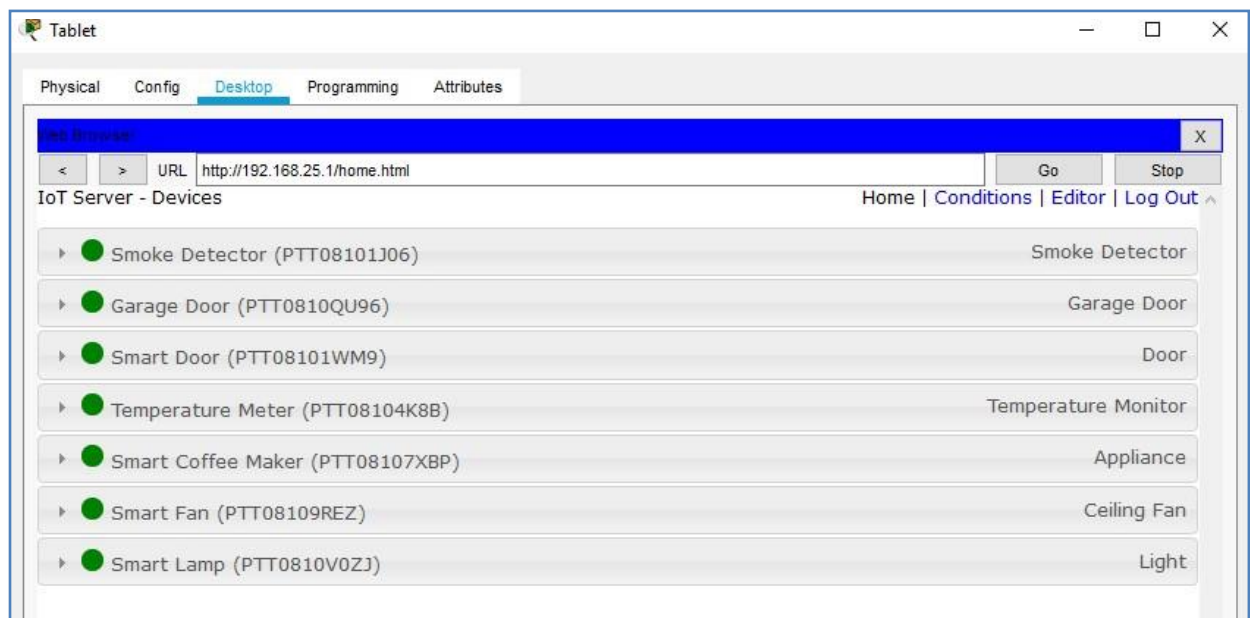 Tablet
Physical Config Desktop Programming Attributes
Web Browser X
< > URL http://192.168.25.1/home.html Go Stop
IoT Server - Devices Home | Conditions | Editor | Log Out
Smoke Detector (PTT08101J06) Smoke Detector
Garage Door (PTT0810QU96) Garage Door
Smart Door (PTT08101WM9) Door
Temperature Meter (PTT08104K8B) Temperature Monitor
Smart Coffee Maker (PTT08107XBP) Appliance
Smart Fan (PTT08109REZ) Ceiling Fan
Smart Lamp (PTT0810V0ZJ) Light